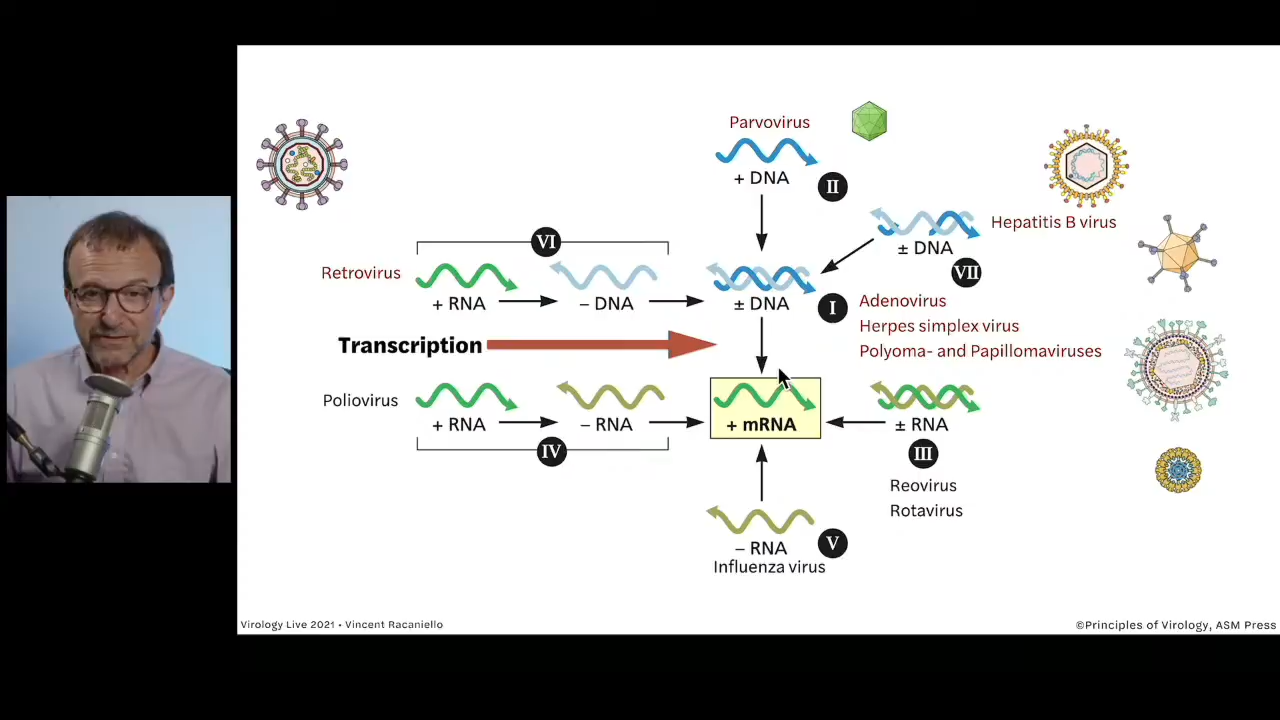 Parvovirus
+ DNA
II
Hepatitis B virus
± DNA
VII
VI
Retrovirus
+ RNA
− DNA
± DNA
I
Adenovirus
Herpes simplex virus
Polyoma- and Papillomaviruses
Transcription
Poliovirus
+ RNA
− RNA
IV
+ mRNA
± RNA
III
Reovirus
Rotavirus
− RNA
V
Influenza virus
Virology Live 2021 • Vincent Racaniello
©Principles of Virology, ASM Press